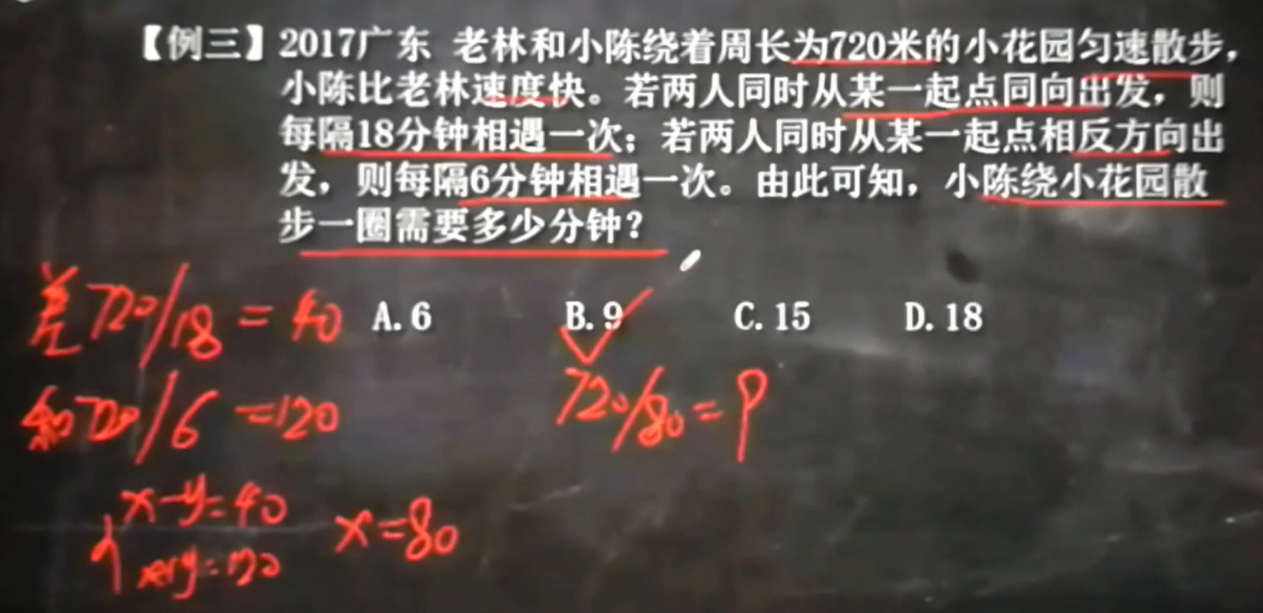 【例三】2017广东 老林和小陈绕着周长为720米的小花园匀速散步，
小陈比老林速度快。若两人同时从某一起点同向出发，则
每隔18分钟相遇一次；若两人同时从某一起点相反方向出
发，则每隔6分钟相遇一次。由此可知，小陈绕小花园散
步一圈需要多少分钟？
A.6 B.9 C.15 D.18
差720/18=40
和720/6=120
720/80=9
x-y=40
x+y=120
x=80